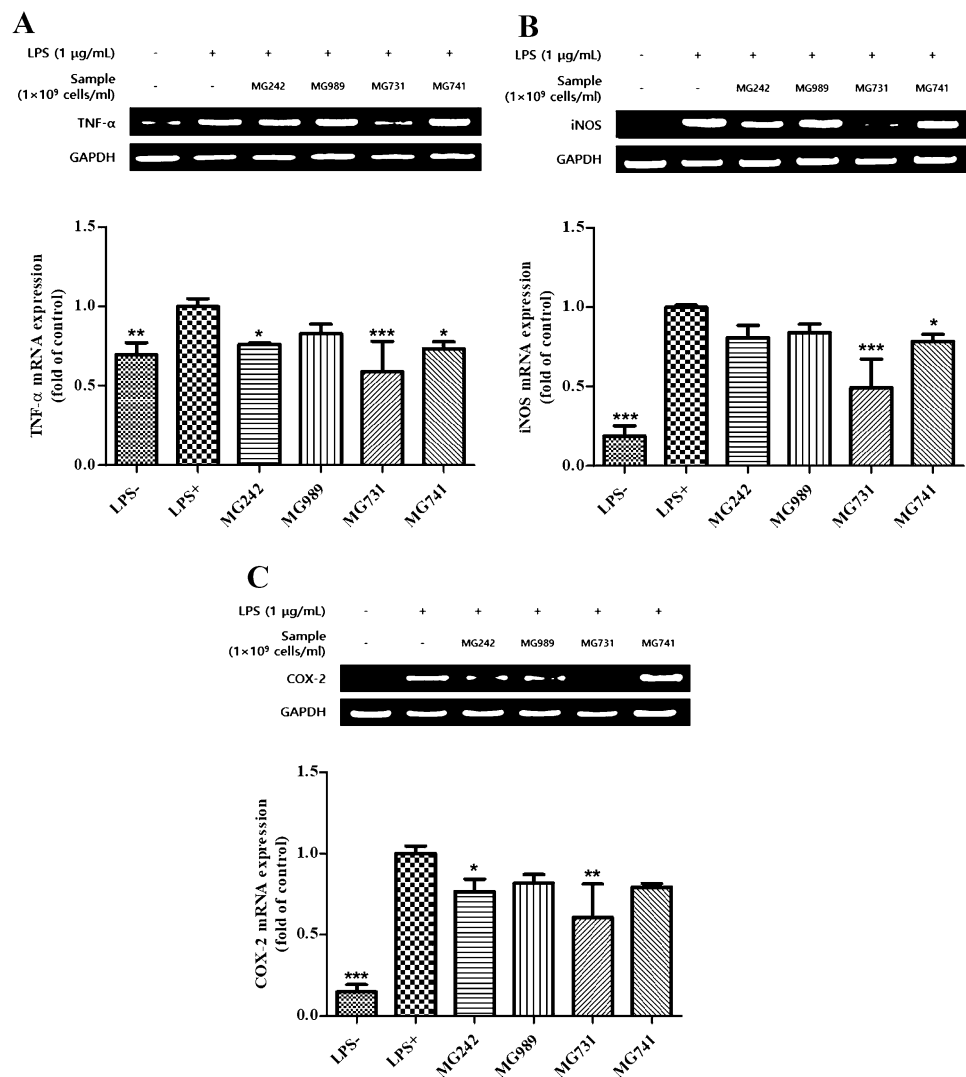 A
LPS (1 μg/mL) - + + + + +
Sample
(1×10⁹ cells/ml) - - MG242 MG989 MG731 MG741
TNF-α
GAPDH
TNF-α mRNA expression
(fold of control)
1.5
1.0
0.5
0.0
** * *** *
LPS- LPS+ MG242 MG989 MG731 MG741
B
LPS (1 μg/mL) - + + + + +
Sample
(1×10⁹ cells/ml) - - MG242 MG989 MG731 MG741
iNOS
GAPDH
iNOS mRNA expression
(fold of control)
1.5
1.0
0.5
0.0
*** *** *
LPS- LPS+ MG242 MG989 MG731 MG741
C
LPS (1 μg/mL) - + + + + +
Sample
(1×10⁹ cells/ml) - - MG242 MG989 MG731 MG741
COX-2
GAPDH
COX-2 mRNA expression
(fold of control)
1.5
1.0
0.5
0.0
*** * **
LPS- LPS+ MG242 MG989 MG731 MG741